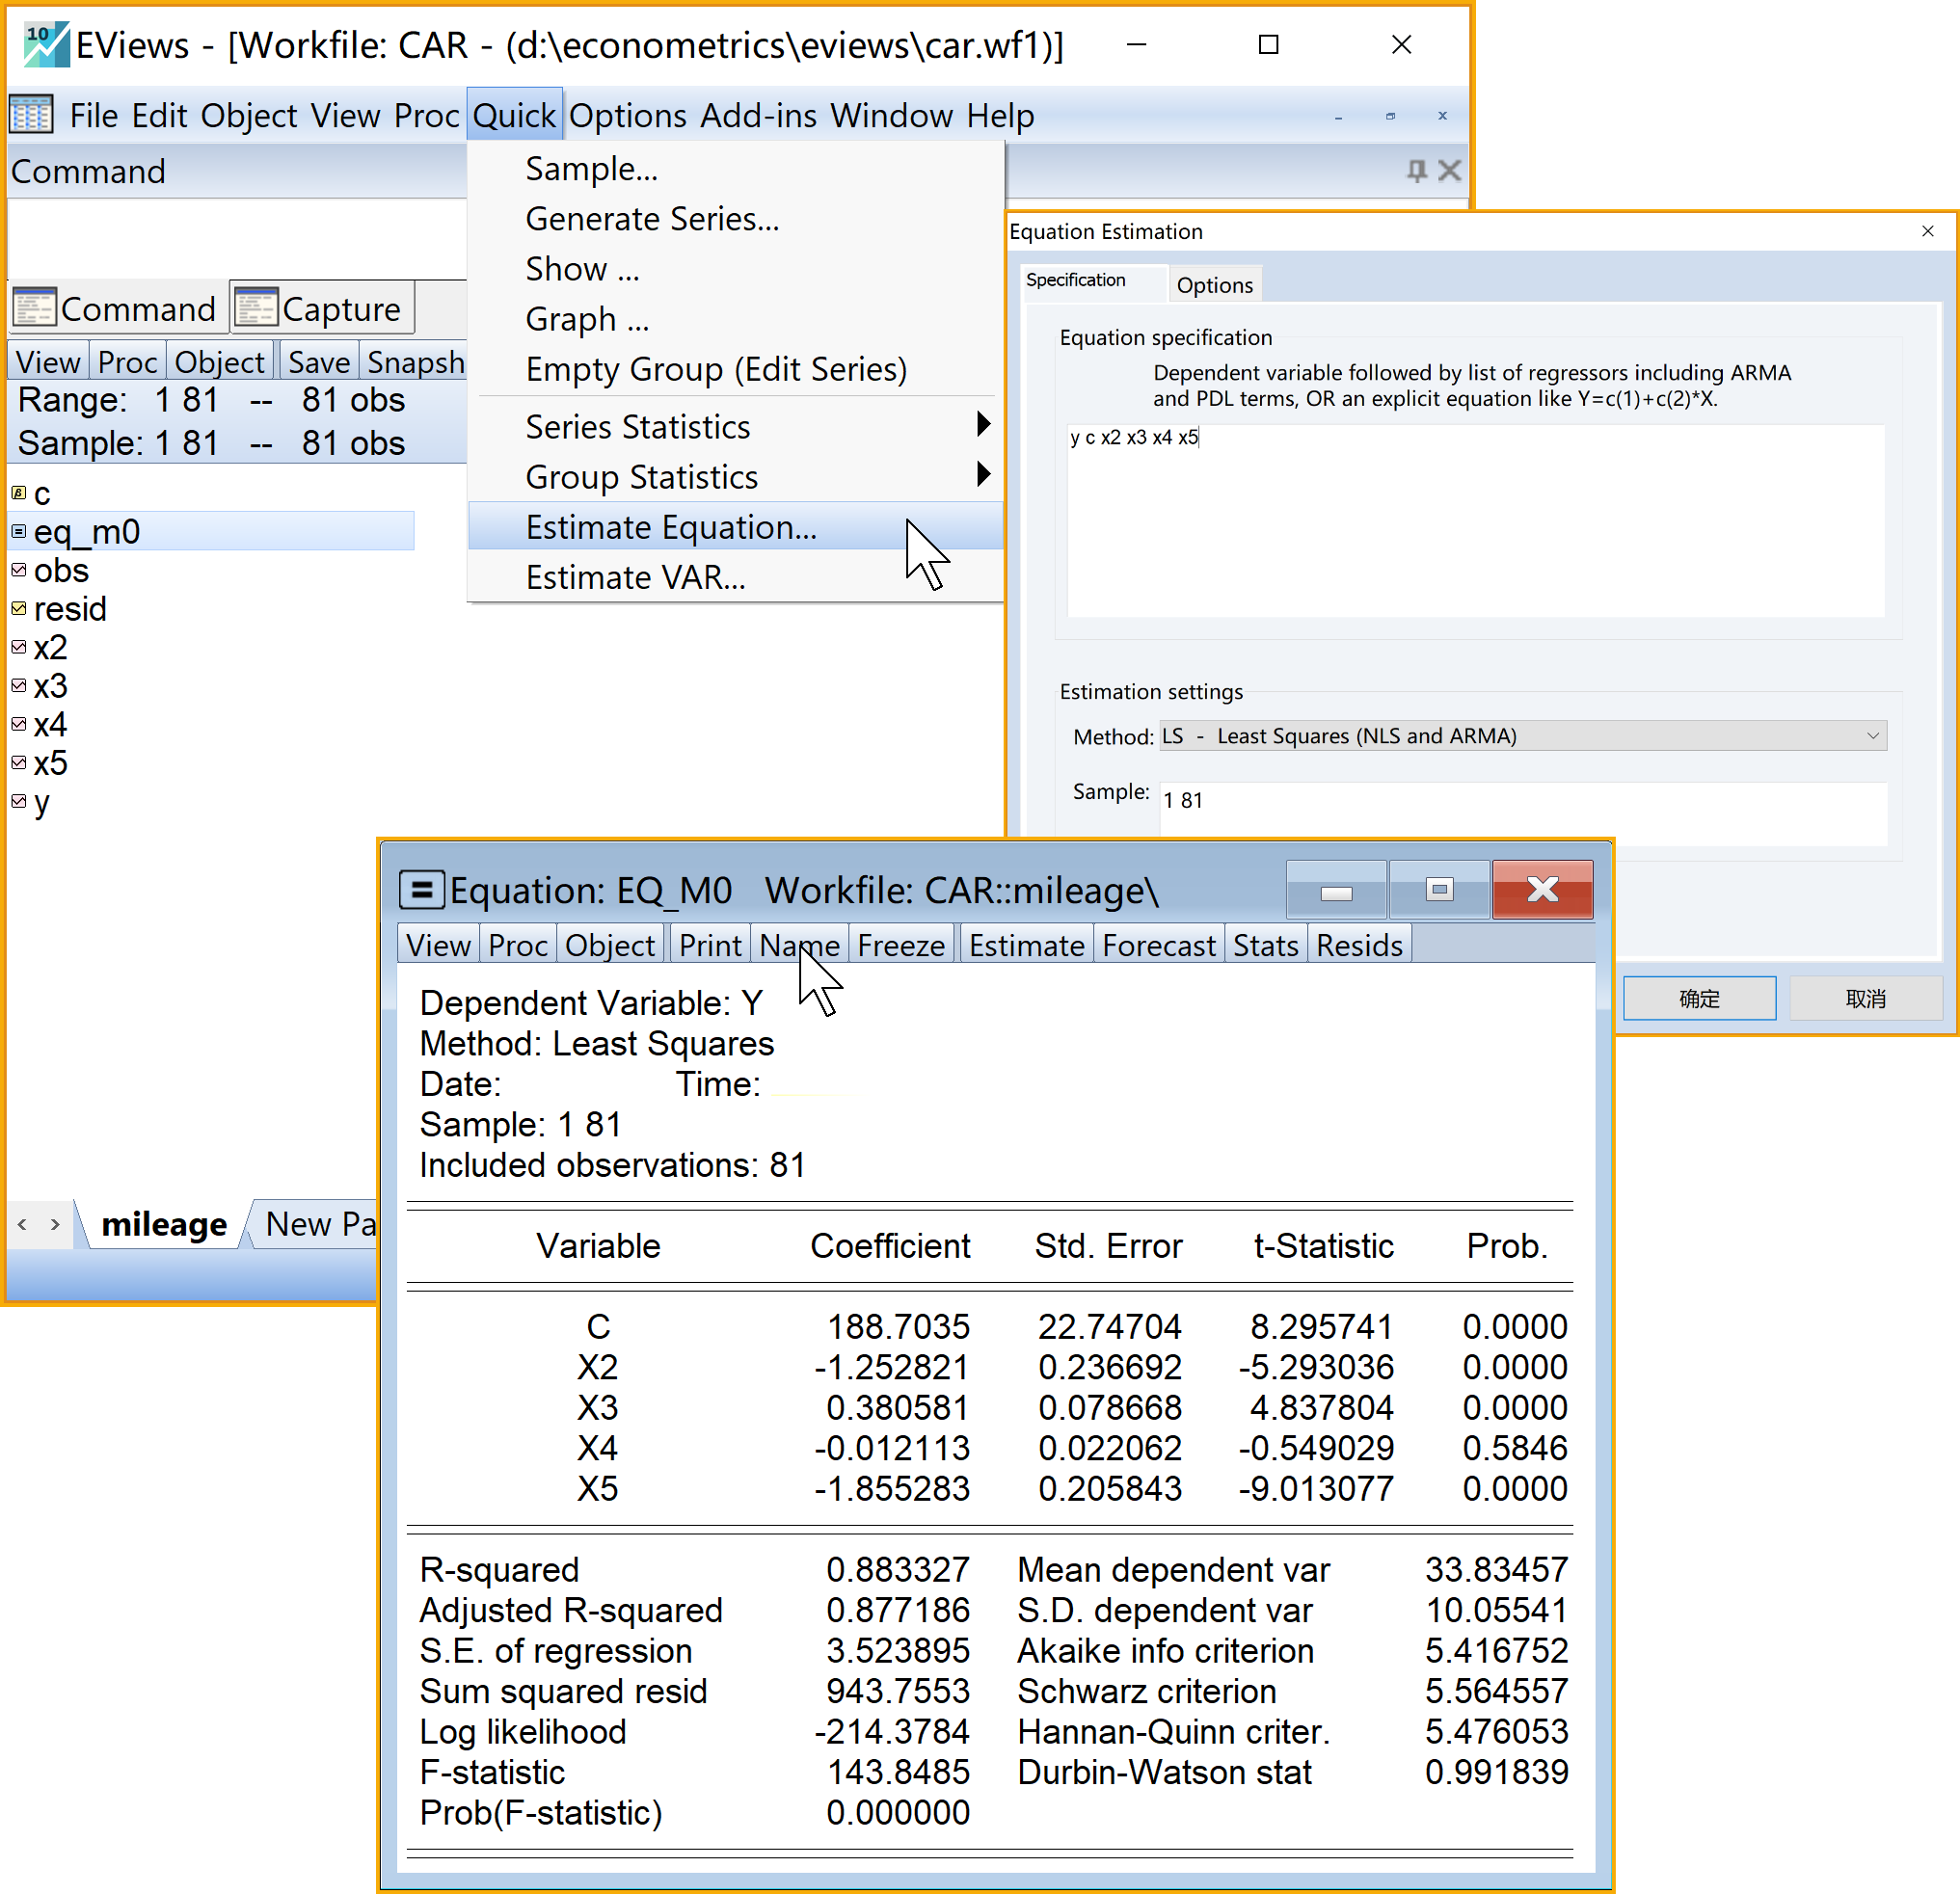 10 EViews - [Workfile: CAR - (d:\econometrics\eviews\car.wf1)]
File Edit Object View Proc Quick Options Add-ins Window Help
Command
Sample...
Generate Series...
Show ...
Graph ...
Empty Group (Edit Series)
Series Statistics
Group Statistics
Estimate Equation...
Estimate VAR...
Command Capture
View Proc Object Save Snapsh
Range: 1 81 -- 81 obs
Sample: 1 81 -- 81 obs
β c
eq_m0
obs
resid
x2
x3
x4
x5
y
mileage New Pa
Equation Estimation
Specification Options
Equation specification
Dependent variable followed by list of regressors including ARMA
and PDL terms, OR an explicit equation like Y=c(1)+c(2)*X.
y c x2 x3 x4 x5
Estimation settings
Method: LS - Least Squares (NLS and ARMA)
Sample: 1 81
确定 取消
Equation: EQ_M0 Workfile: CAR::mileage\
View Proc Object Print Name Freeze Estimate Forecast Stats Resids
Dependent Variable: Y
Method: Least Squares
Date: Time:
Sample: 1 81
Included observations: 81
Variable Coefficient Std. Error t-Statistic Prob.
C 188.7035 22.74704 8.295741 0.0000
X2 -1.252821 0.236692 -5.293036 0.0000
X3 0.380581 0.078668 4.837804 0.0000
X4 -0.012113 0.022062 -0.549029 0.5846
X5 -1.855283 0.205843 -9.013077 0.0000
R-squared 0.883327 Mean dependent var 33.83457
Adjusted R-squared 0.877186 S.D. dependent var 10.05541
S.E. of regression 3.523895 Akaike info criterion 5.416752
Sum squared resid 943.7553 Schwarz criterion 5.564557
Log likelihood -214.3784 Hannan-Quinn criter. 5.476053
F-statistic 143.8485 Durbin-Watson stat 0.991839
Prob(F-statistic) 0.000000